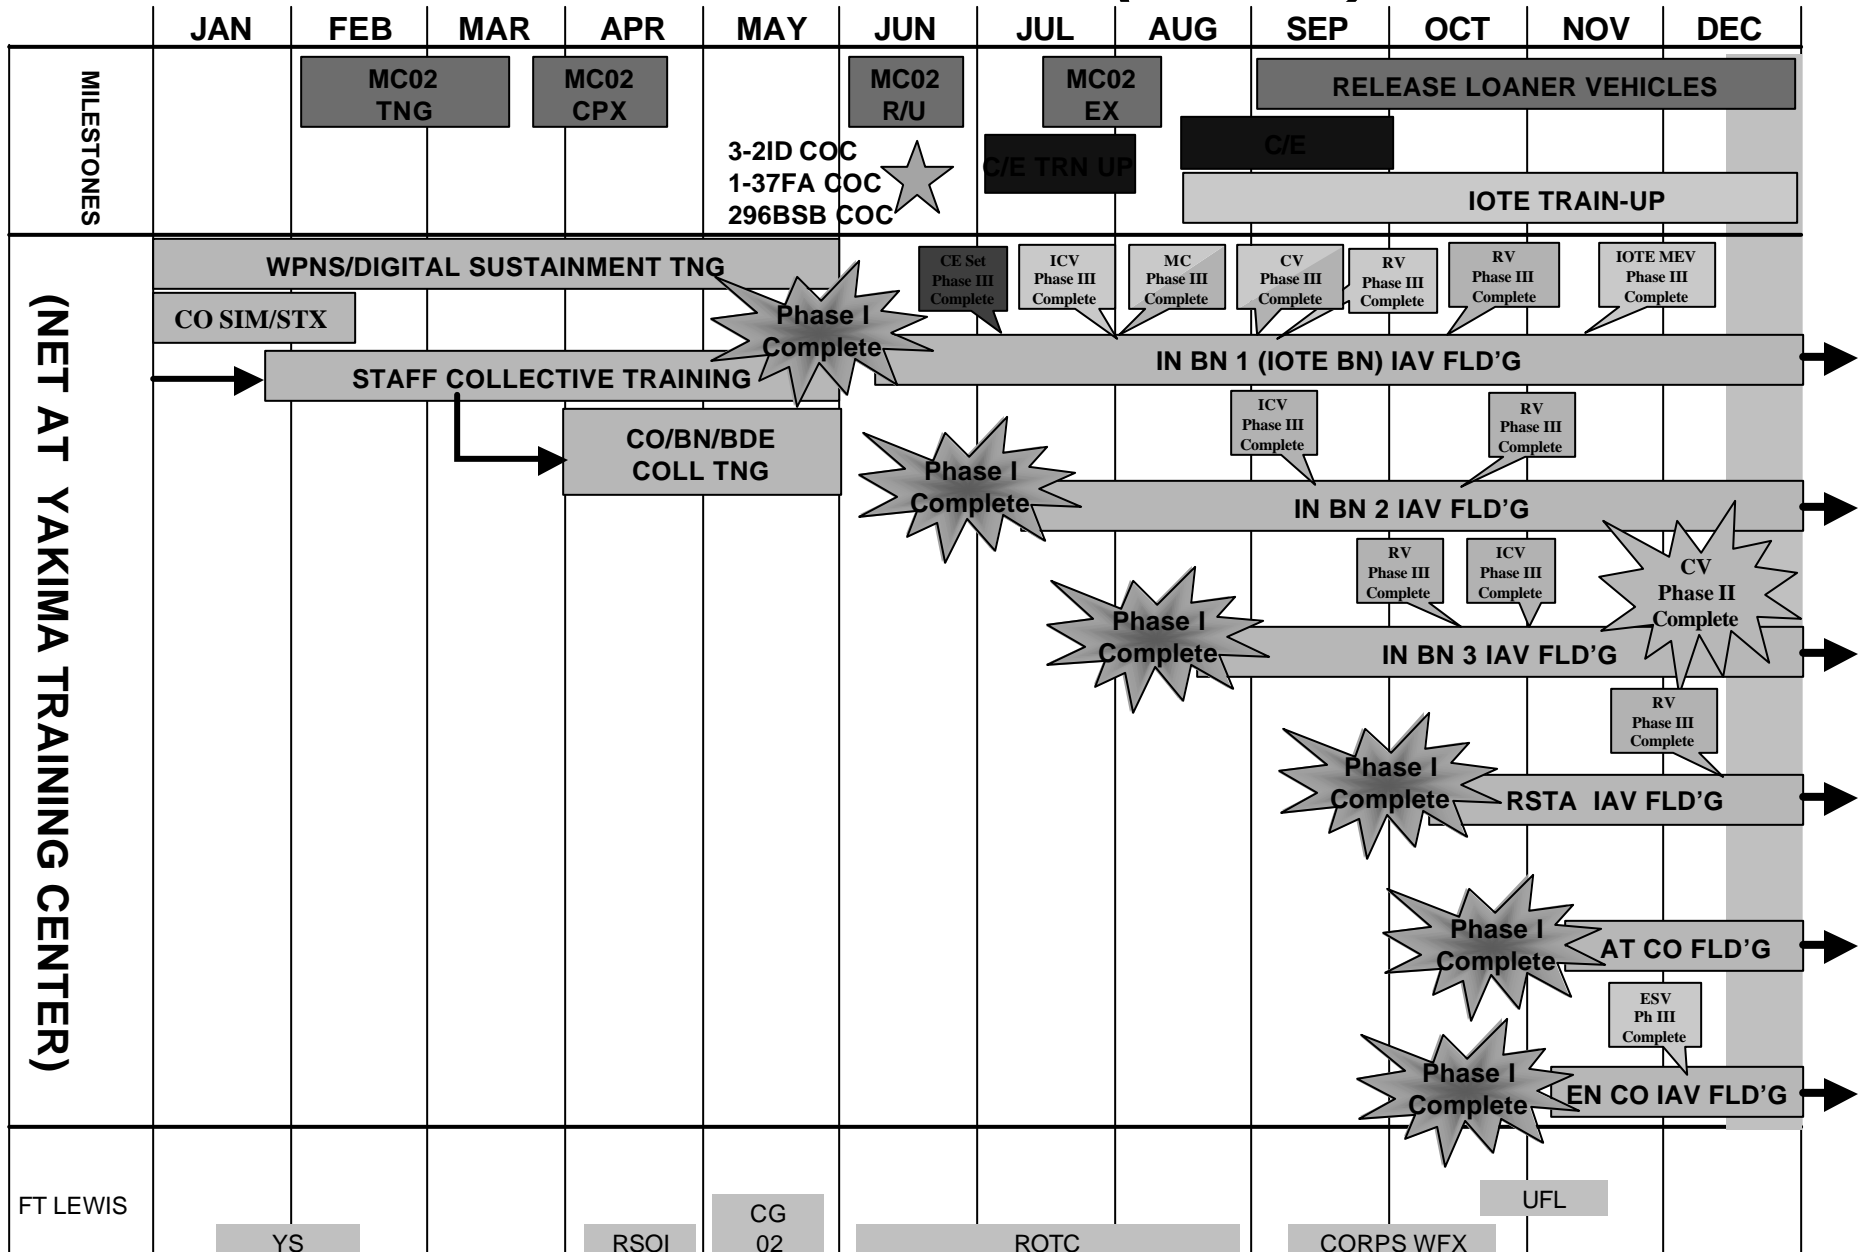 JAN FEB MAR APR MAY JUN JUL AUG SEP OCT NOV DEC
MILESTONES
MC02
TNG
MC02
CPX
MC02
R/U
MC02
EX
RELEASE LOANER VEHICLES
3-2ID COC
1-37FA COC
296BSB COC
C/E TRN UP
C/E
IOTE TRAIN-UP
(NET AT YAKIMA TRAINING CENTER)
WPNS/DIGITAL SUSTAINMENT TNG
CO SIM/STX
STAFF COLLECTIVE TRAINING
CO/BN/BDE
COLL TNG
Phase I
Complete
CE Set
Phase III
Complete
ICV
Phase III
Complete
MC
Phase III
Complete
CV
Phase III
Complete
RV
Phase III
Complete
RV
Phase III
Complete
IOTE MEV
Phase III
Complete
IN BN 1 (IOTE BN) IAV FLD’G
ICV
Phase III
Complete
RV
Phase III
Complete
Phase I
Complete
IN BN 2 IAV FLD’G
RV
Phase III
Complete
ICV
Phase III
Complete
CV
Phase II
Complete
Phase I
Complete
IN BN 3 IAV FLD’G
RV
Phase III
Complete
Phase I
Complete
RSTA IAV FLD’G
Phase I
Complete
AT CO FLD’G
ESV
Ph III
Complete
Phase I
Complete
EN CO IAV FLD’G
FT LEWIS
YS
RSOI
CG
02
ROTC
CORPS WFX
UFL